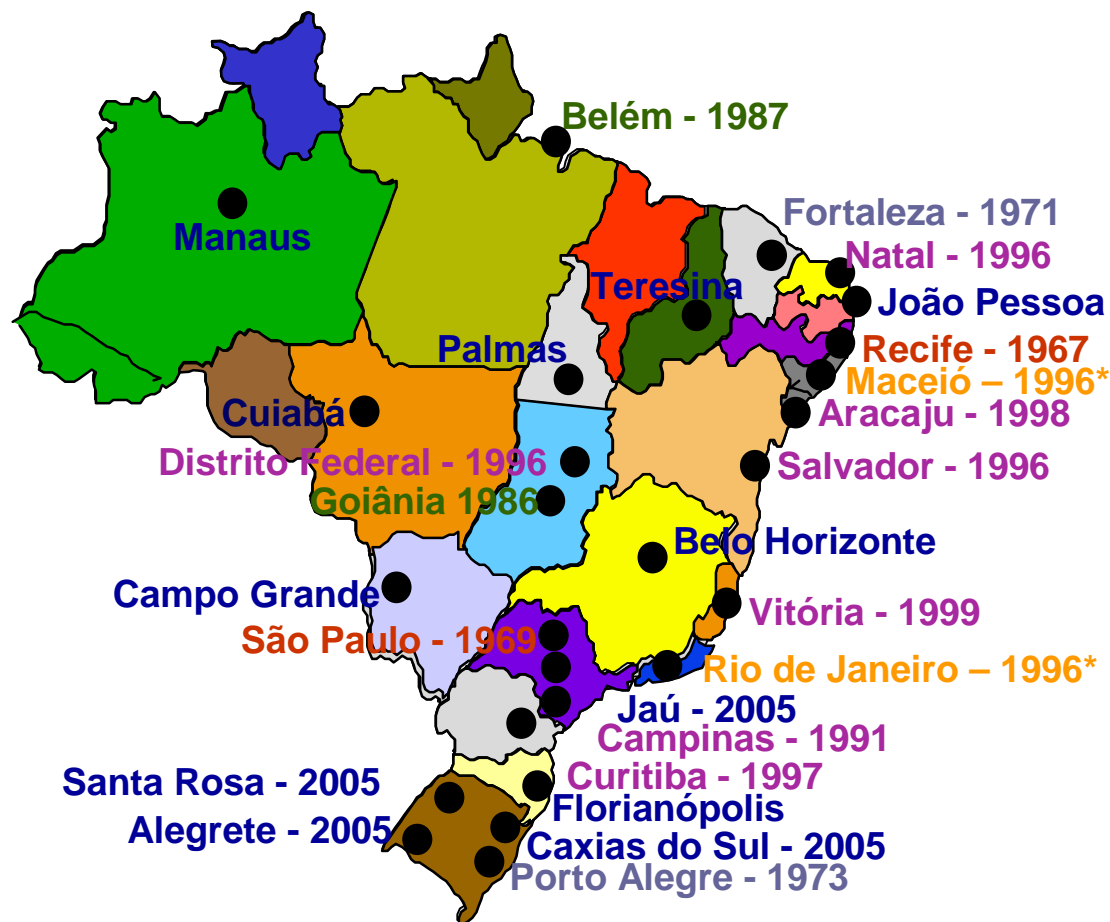 Belém - 1987
Fortaleza - 1971
Manaus
Natal - 1996
Teresina
João Pessoa
Palmas
Recife - 1967
Maceió – 1996*
Cuiabá
Aracaju - 1998
Distrito Federal - 1996
Salvador - 1996
Goiânia 1986
Belo Horizonte
Campo Grande
Vitória - 1999
São Paulo - 1969
Rio de Janeiro – 1996*
Jaú - 2005
Campinas - 1991
Curitiba - 1997
Santa Rosa - 2005
Florianópolis
Alegrete - 2005
Caxias do Sul - 2005
Porto Alegre - 1973